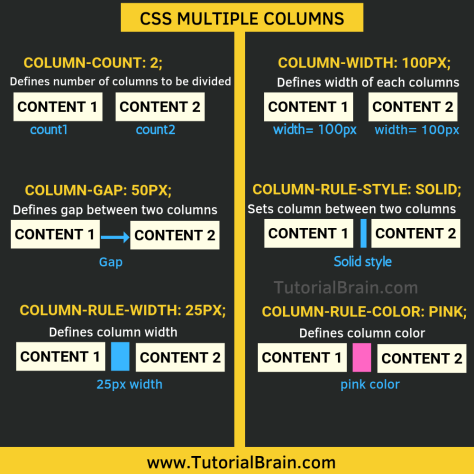 CSS MULTIPLE COLUMNS
COLUMN-COUNT: 2;
Defines number of columns to be divided
CONTENT 1 CONTENT 2
count1 count2
COLUMN-GAP: 50PX;
Defines gap between two columns
CONTENT 1 CONTENT 2
Gap
COLUMN-RULE-WIDTH: 25PX;
Defines column width
CONTENT 1 CONTENT 2
25px width
COLUMN-WIDTH: 100PX;
Defines width of each columns
CONTENT 1 CONTENT 2
width= 100px width= 100px
COLUMN-RULE-STYLE: SOLID;
Sets column between two columns
CONTENT 1 CONTENT 2
Solid style
TutorialBrain.com
COLUMN-RULE-COLOR: PINK;
Defines column color
CONTENT 1 CONTENT 2
pink color
www.TutorialBrain.com